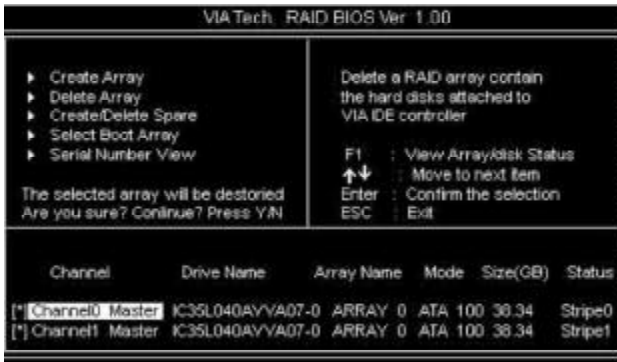 VIA Tech. RAID BIOS Ver 1.00
Create Array
Delete Array
Create/Delete Spare
Select Boot Array
Serial Number View
The selected array will be destoried
Are you sure? Continue? Press Y/N
Delete a RAID array contain
the hard disks attached to
VIA IDE controller
F1 : View Array/disk Status
↑↓ : Move to next item
Enter : Confirm the selection
ESC : Exit
Channel Drive Name Array Name Mode Size(GB) Status
[*] Channel0 Master IC35L040AVVA07-0 ARRAY 0 ATA 100 38.34 Stripe0
[*] Channel1 Master IC35L040AVVA07-0 ARRAY 0 ATA 100 38.34 Stripe1